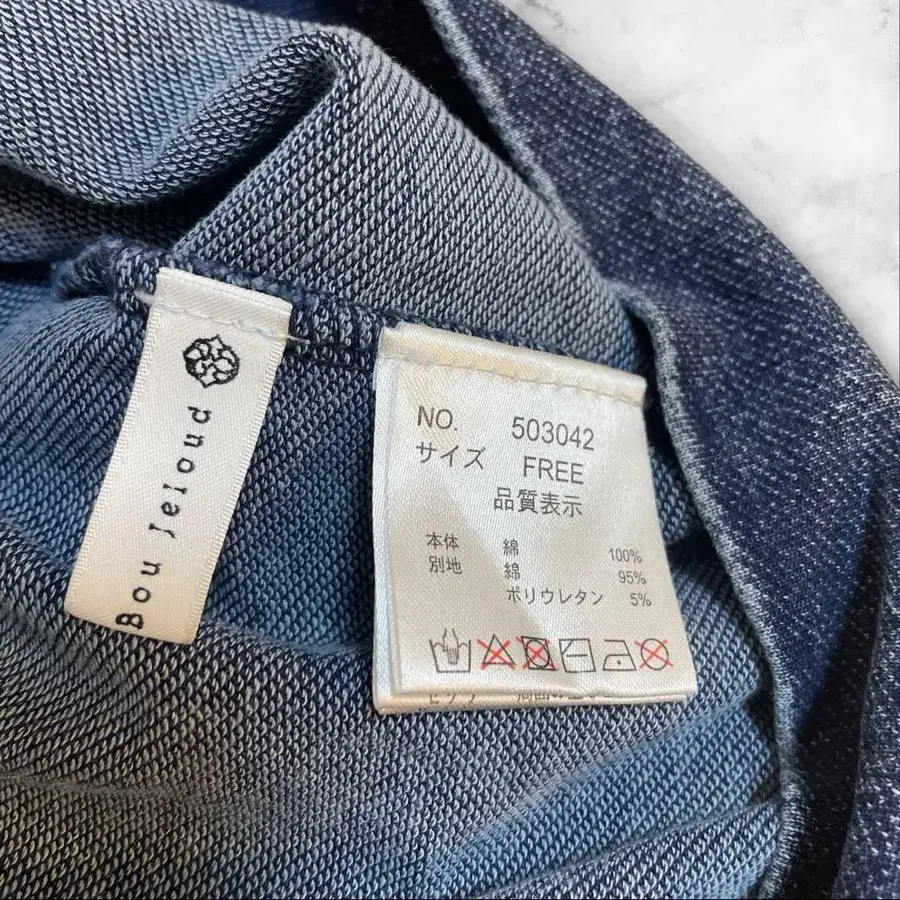 Bou Jeloud
NO. 503042
サイズ FREE
品質表示
本体 綿 100%
別地 綿 95%
ポリウレタン 5%